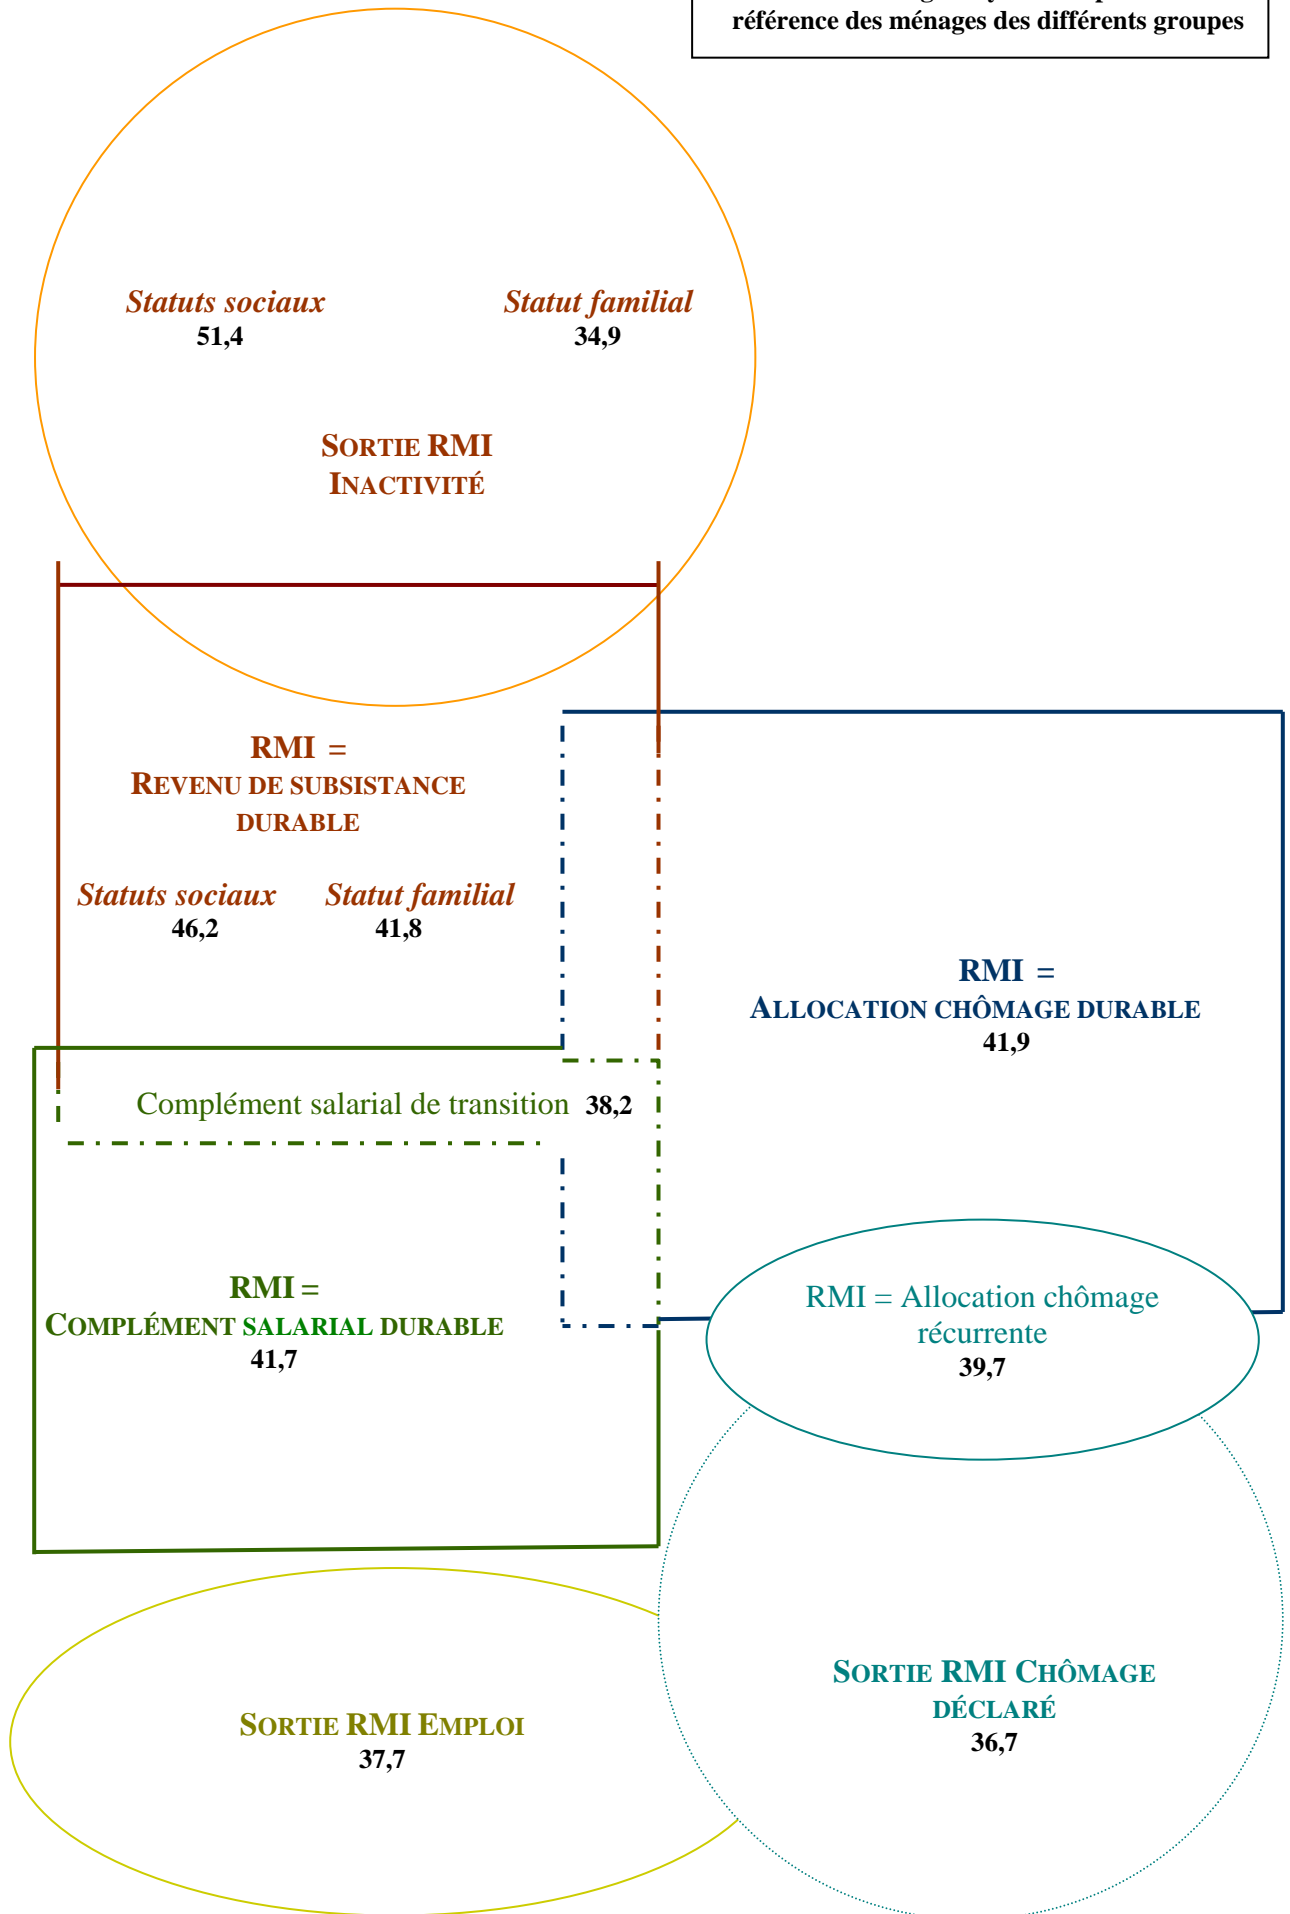 référence des ménages des différents groupes
Statuts sociaux
51,4
Statut familial
34,9
SORTIE RMI
INACTIVITÉ
RMI =
REVENU DE SUBSISTANCE
DURABLE
Statuts sociaux
46,2
Statut familial
41,8
RMI =
ALLOCATION CHÔMAGE DURABLE
41,9
Complément salarial de transition 38,2
RMI =
COMPLÉMENT SALARIAL DURABLE
41,7
RMI = Allocation chômage
récurrente
39,7
SORTIE RMI CHÔMAGE
DÉCLARÉ
36,7
SORTIE RMI EMPLOI
37,7